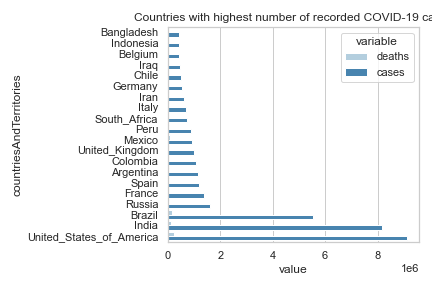 Countries with highest number of recorded COVID-19 ca
variable
deaths
cases
countriesAndTerritories
Bangladesh
Indonesia
Belgium
Iraq
Chile
Germany
Iran
Italy
South_Africa
Peru
Mexico
United_Kingdom
Colombia
Argentina
Spain
France
Russia
Brazil
India
United_States_of_America
0 2 4 6 8
1e6
value